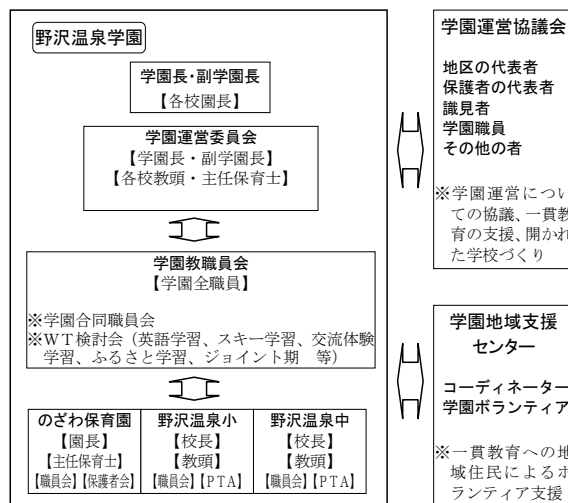 野沢温泉学園
学園長・副学園長
【各校園長】
学園運営委員会
【学園長・副学園長】
【各校教頭・主任保育士】
学園教職員会
【学園全職員】
※学園合同職員会
※WT検討会（英語学習、スキー学習、交流体験
学習、ふるさと学習、ジョイント期　等）
のざわ保育園
【園長】
【主任保育士】
【職員会】【保護者会】
野沢温泉小
【校長】
【教頭】
【職員会】【PTA】
野沢温泉中
【校長】
【教頭】
【職員会】【PTA】
学園運営協議会
地区の代表者
保護者の代表者
識見者
学園職員
その他の者
※学園運営につい
ての協議、一貫教
育の支援、開かれ
た学校づくり
学園地域支援
センター
コーディネーター
学園ボランティア
※一貫教育への地
域住民によるボ
ランティア支援